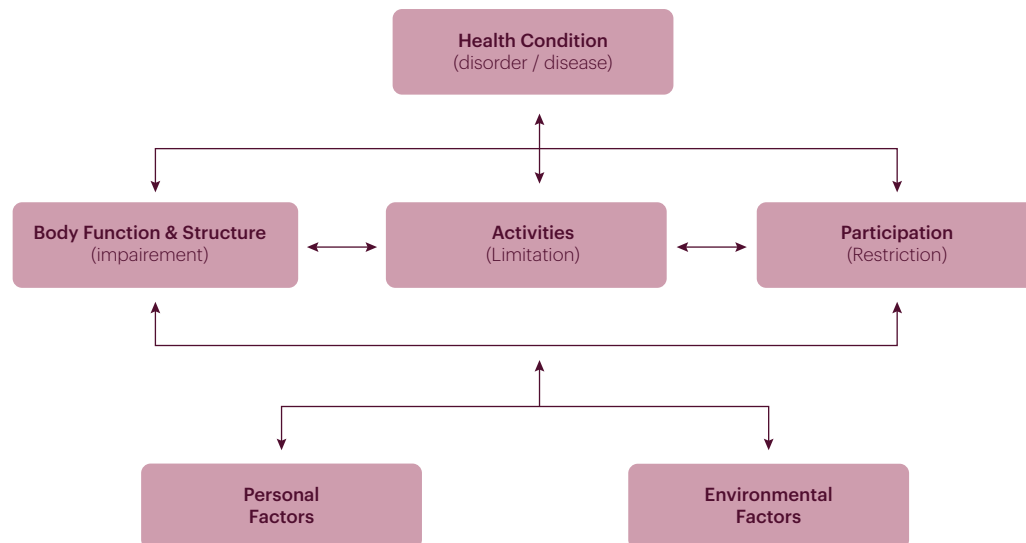 Health Condition
(disorder / disease)
Body Function & Structure
(impairement)
Activities
(Limitation)
Participation
(Restriction)
Personal
Factors
Environmental
Factors